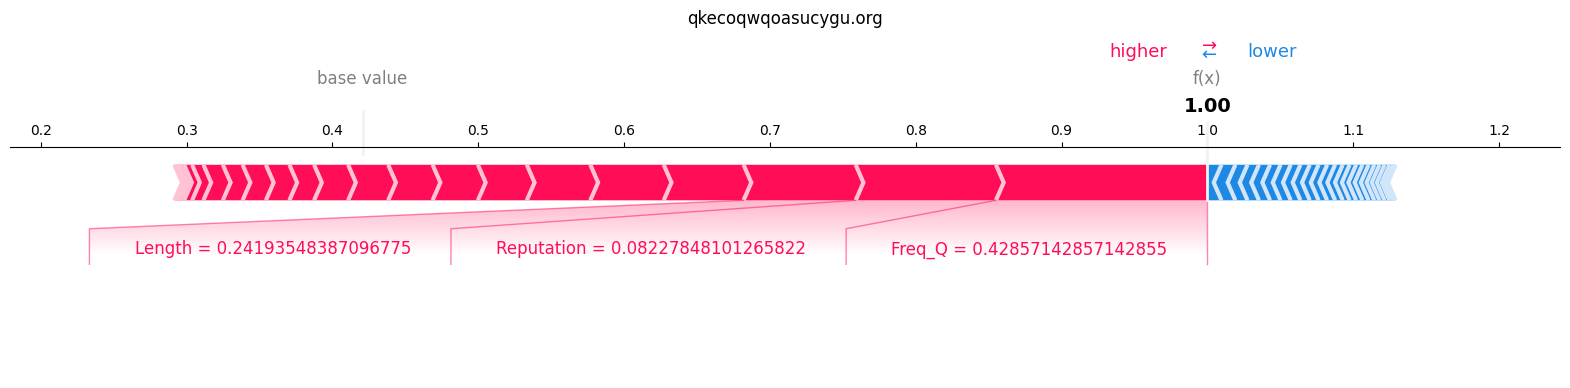 qkecoqwqoasucygu.org
higher ⇄ lower
base value f(x)
1.00
0.2 0.3 0.4 0.5 0.6 0.7 0.8 0.9 1.0 1.1 1.2
Length = 0.24193548387096775 Reputation = 0.08227848101265822 Freq_Q = 0.42857142857142855